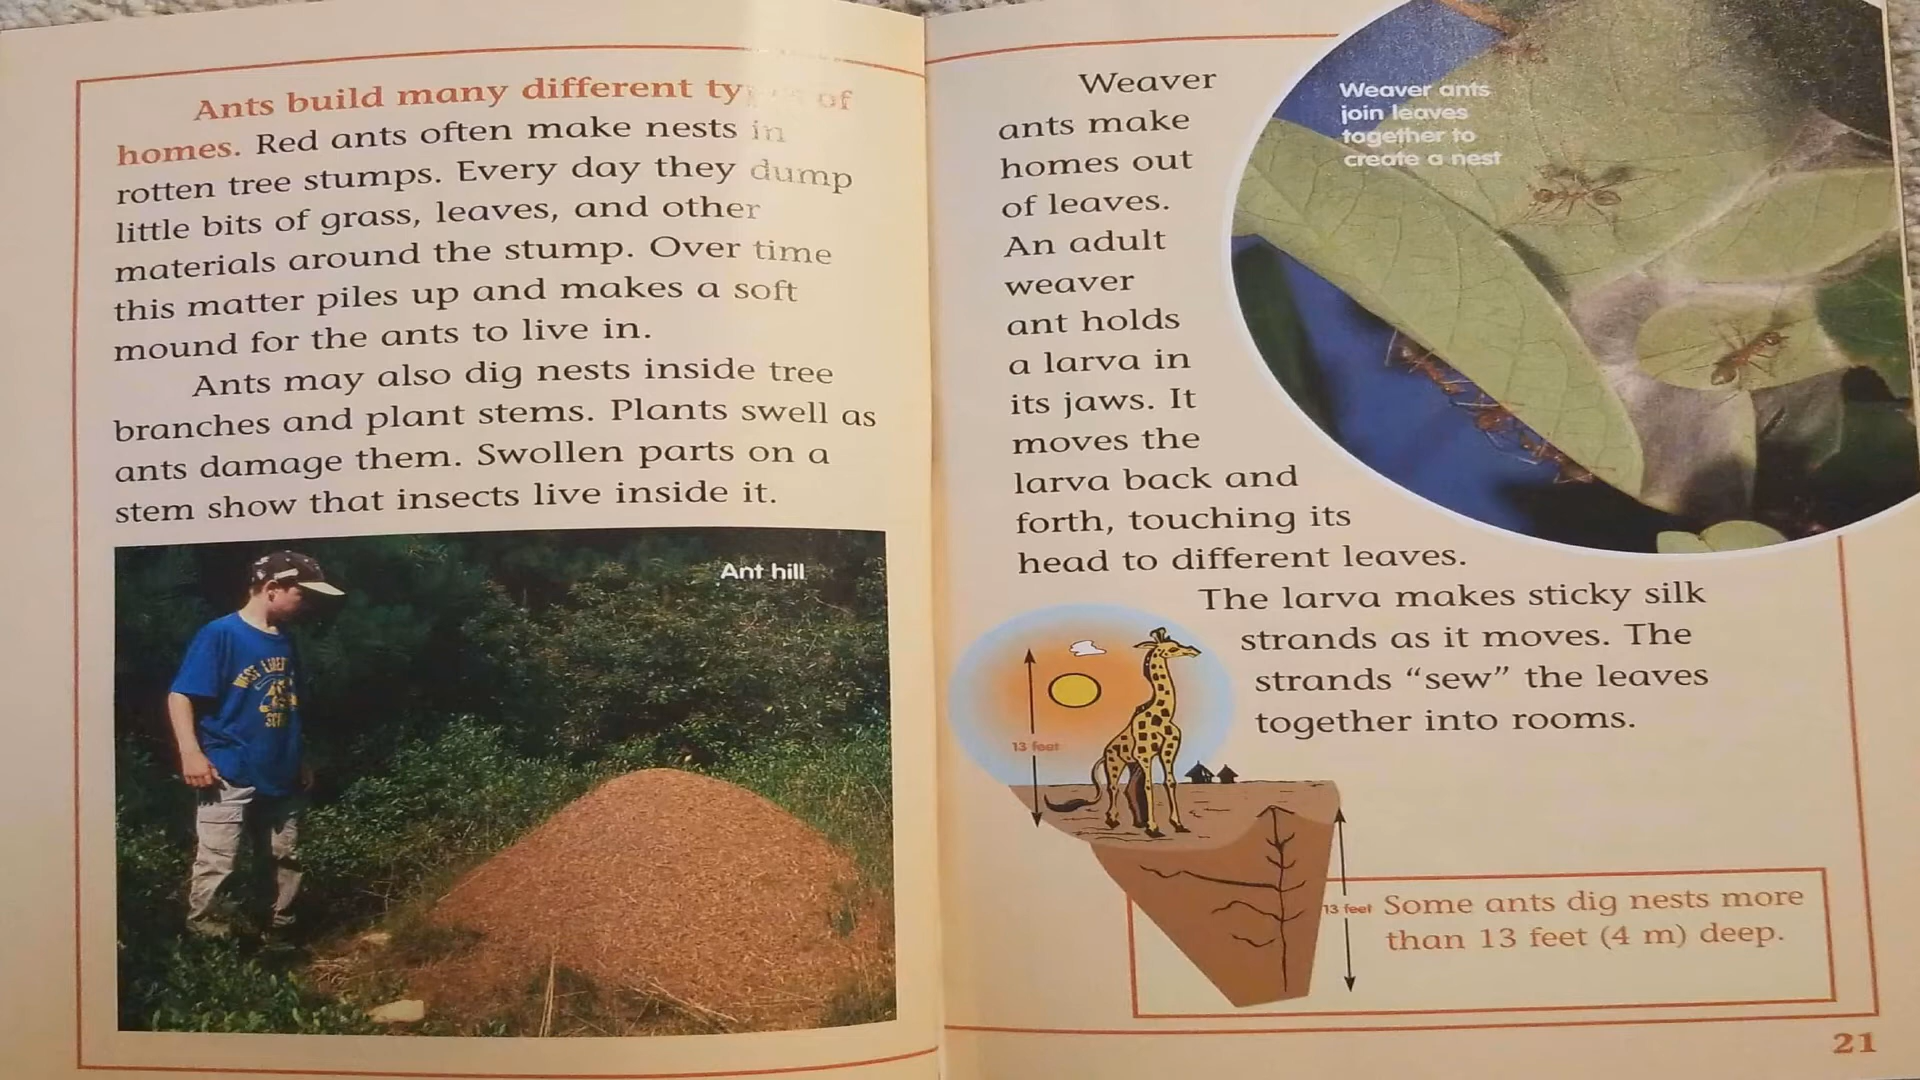 Ants build many different of
homes. Red ants often make nests in
rotten tree stumps. Every day they dump
little bits of grass, leaves, and other
materials around the stump. Over time
this matter piles up and makes a soft
mound for the ants to live in.
Ants may also dig nests inside tree
branches and plant stems. Plants swell as
ants damage them. Swollen parts on a
stem show that insects live inside it.
Ant hill
WEST
Weaver
ants make
homes out
of leaves.
An adult
weaver
ant holds
a larva in
its jaws. It
moves the
larva back and
forth, touching its
head to different leaves.
The larva makes sticky silk
strands as it moves. The
strands “sew” the leaves
together into rooms.
Weaver ants
join leaves
together to
create a nest
13 feet
13 feet
Some ants dig nests more
than 13 feet (4 m) deep.
21